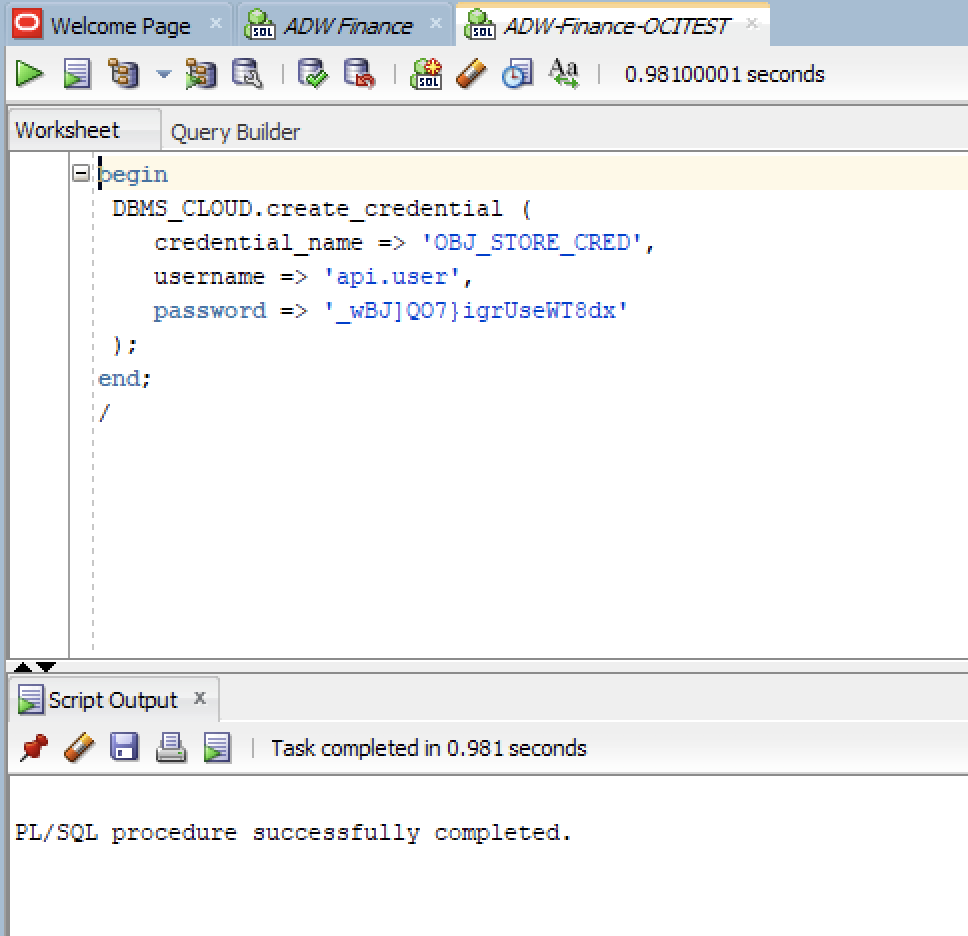 Welcome Page
ADW Finance
ADW-Finance-OCITEST
0.98100001 seconds
Worksheet
Query Builder
begin
DBMS_CLOUD.create_credential (
credential_name => 'OBJ_STORE_CRED',
username => 'api.user',
password => '_wBJ]QO7}igrUseWT8dx'
);
end;
/
Script Output
Task completed in 0.981 seconds
PL/SQL procedure successfully completed.